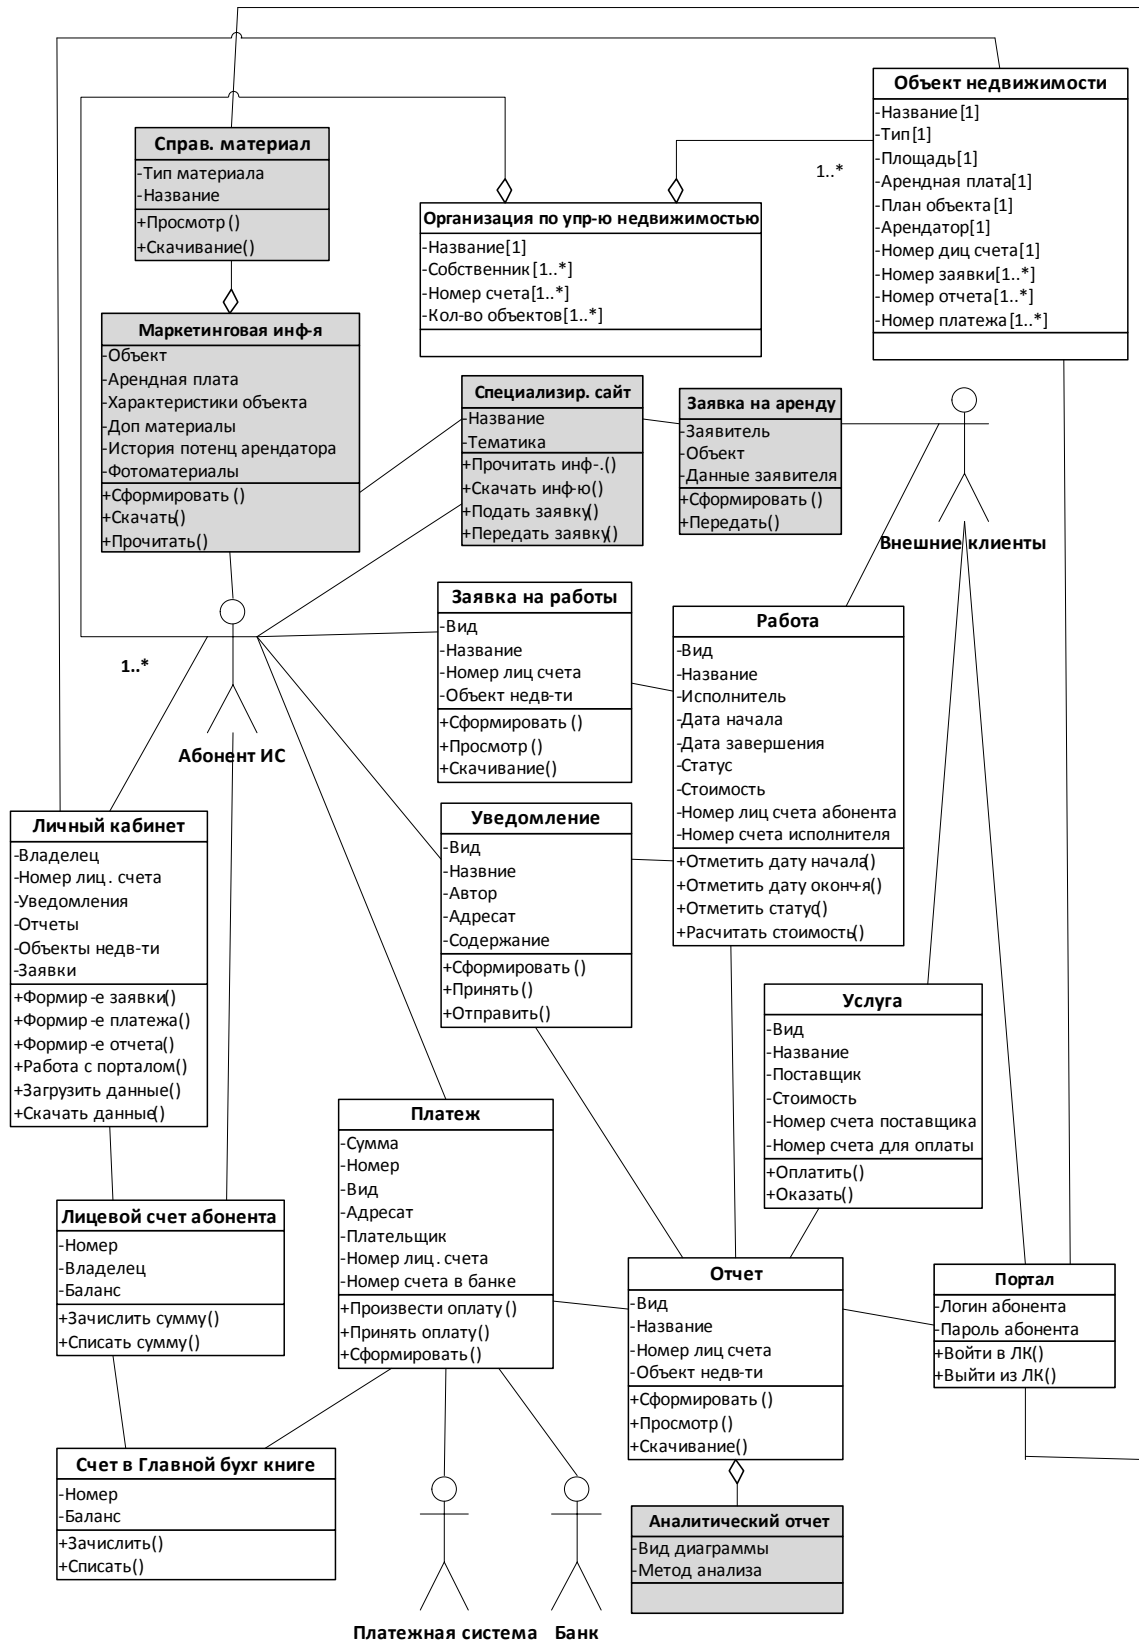 Объект недвижимости
-Название[1]
-Тип[1]
-Площадь[1]
-Арендная плата[1]
-План объекта[1]
-Арендатор[1]
-Номер диц счета[1]
-Номер заявки[1..*]
-Номер отчета[1..*]
-Номер платежа[1..*]
1..*
Справ. материал
-Тип материала
-Название
+Просмотр()
+Скачивание()
Организация по упр-ю недвижимостью
-Название[1]
-Собственник[1..*]
-Номер счета[1..*]
-Кол-во объектов[1..*]
Маркетинговая инф-я
-Объект
-Арендная плата
-Характеристики объекта
-Доп материалы
-История потенц арендатора
-Фотоматериалы
+Сформировать()
+Скачать()
+Прочитать()
Специализир. сайт
-Название
-Тематика
+Прочитать инф-.()
+Скачать инф-ю()
+Подать заявку()
+Передать заявку()
Заявка на аренду
-Заявитель
-Объект
-Данные заявителя
+Сформировать()
+Передать()
Внешние клиенты
Заявка на работы
-Вид
-Название
-Номер лиц счета
-Объект недв-ти
+Сформировать()
+Просмотр()
+Скачивание()
Работа
-Вид
-Название
-Исполнитель
-Дата начала
-Дата завершения
-Статус
-Стоимость
-Номер лиц счета абонента
-Номер счета исполнителя
+Отметить дату начала()
+Отметить дату оконч-я()
+Отметить статус()
+Расчитать стоимость()
1..*
Абонент ИС
Уведомление
-Вид
-Назвние
-Автор
-Адресат
-Содержание
+Сформировать()
+Принять()
+Отправить()
Личный кабинет
-Владелец
-Номер лиц. счета
-Уведомления
-Отчеты
-Объекты недв-ти
-Заявки
+Формир-е заявки()
+Формир-е платежа()
+Формир-е отчета()
+Работа с порталом()
+Загрузить данные()
+Скачать данные()
Услуга
-Вид
-Название
-Поставщик
-Стоимость
-Номер счета поставщика
-Номер счета для оплаты
+Оплатить()
+Оказать()
Платеж
-Сумма
-Номер
-Вид
-Адресат
-Плательщик
-Номер лиц. счета
-Номер счета в банке
+Произвести оплату()
+Принять оплату()
+Сформировать()
Лицевой счет абонента
-Номер
-Владелец
-Баланс
+Зачислить сумму()
+Списать сумму()
Отчет
-Вид
-Название
-Номер лиц счета
-Объект недв-ти
+Сформировать()
+Просмотр()
+Скачивание()
Портал
-Логин абонента
-Пароль абонента
+Войти в ЛК()
+Выйти из ЛК()
Счет в Главной бухг книге
-Номер
-Баланс
+Зачислить()
+Списать()
Аналитический отчет
-Вид диаграммы
-Метод анализа
Платежная система
Банк